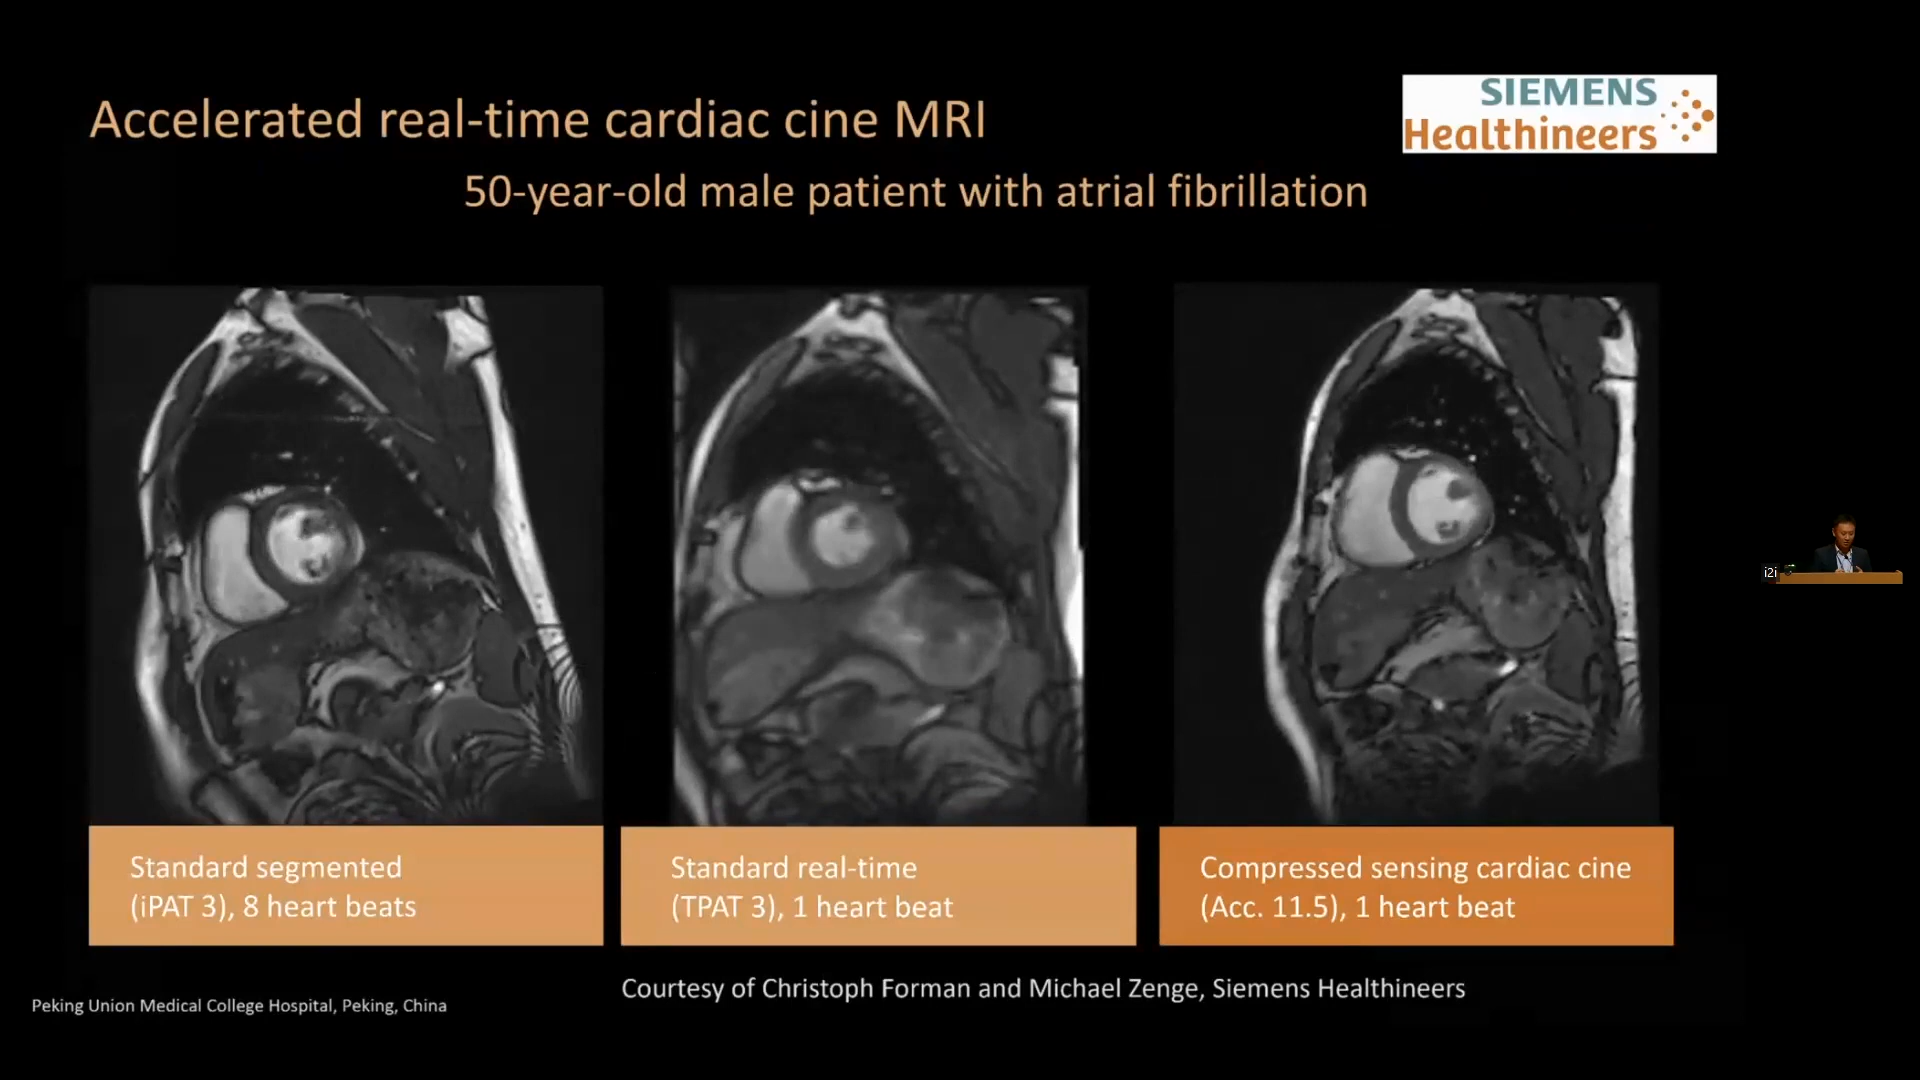 Accelerated real-time cardiac cine MRI
SIEMENS
Healthineers
50-year-old male patient with atrial fibrillation
Standard segmented
(iPAT 3), 8 heart beats
Standard real-time
(TPAT 3), 1 heart beat
Compressed sensing cardiac cine
(Acc. 11.5), 1 heart beat
i2i
Courtesy of Christoph Forman and Michael Zenge, Siemens Healthineers
Peking Union Medical College Hospital, Peking, China